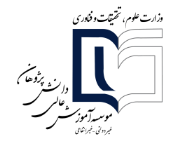 وزارت علوم، تحقیقات و فناوری
دانش پژوهان
موسسه آموزش عالی
غیردولتی - غیرانتفاعی